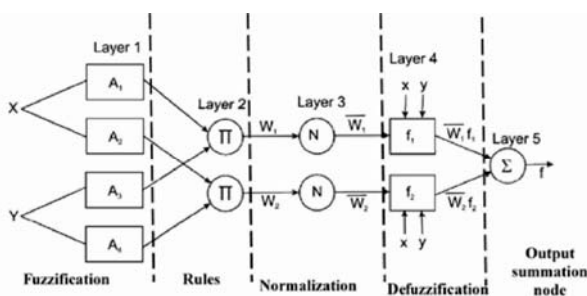 Layer 1
Layer 2
Layer 3
Layer 4
Layer 5
X
Y
A₁
A₂
A₃
A₄
Π
Π
W₁
W₂
N
N
W̅₁
W̅₂
x y
f₁
f₂
x y
W̅₁ f₁
W̅₂ f₂
Σ
f
Fuzzification
Rules
Normalization
Defuzzification
Output
summation
node